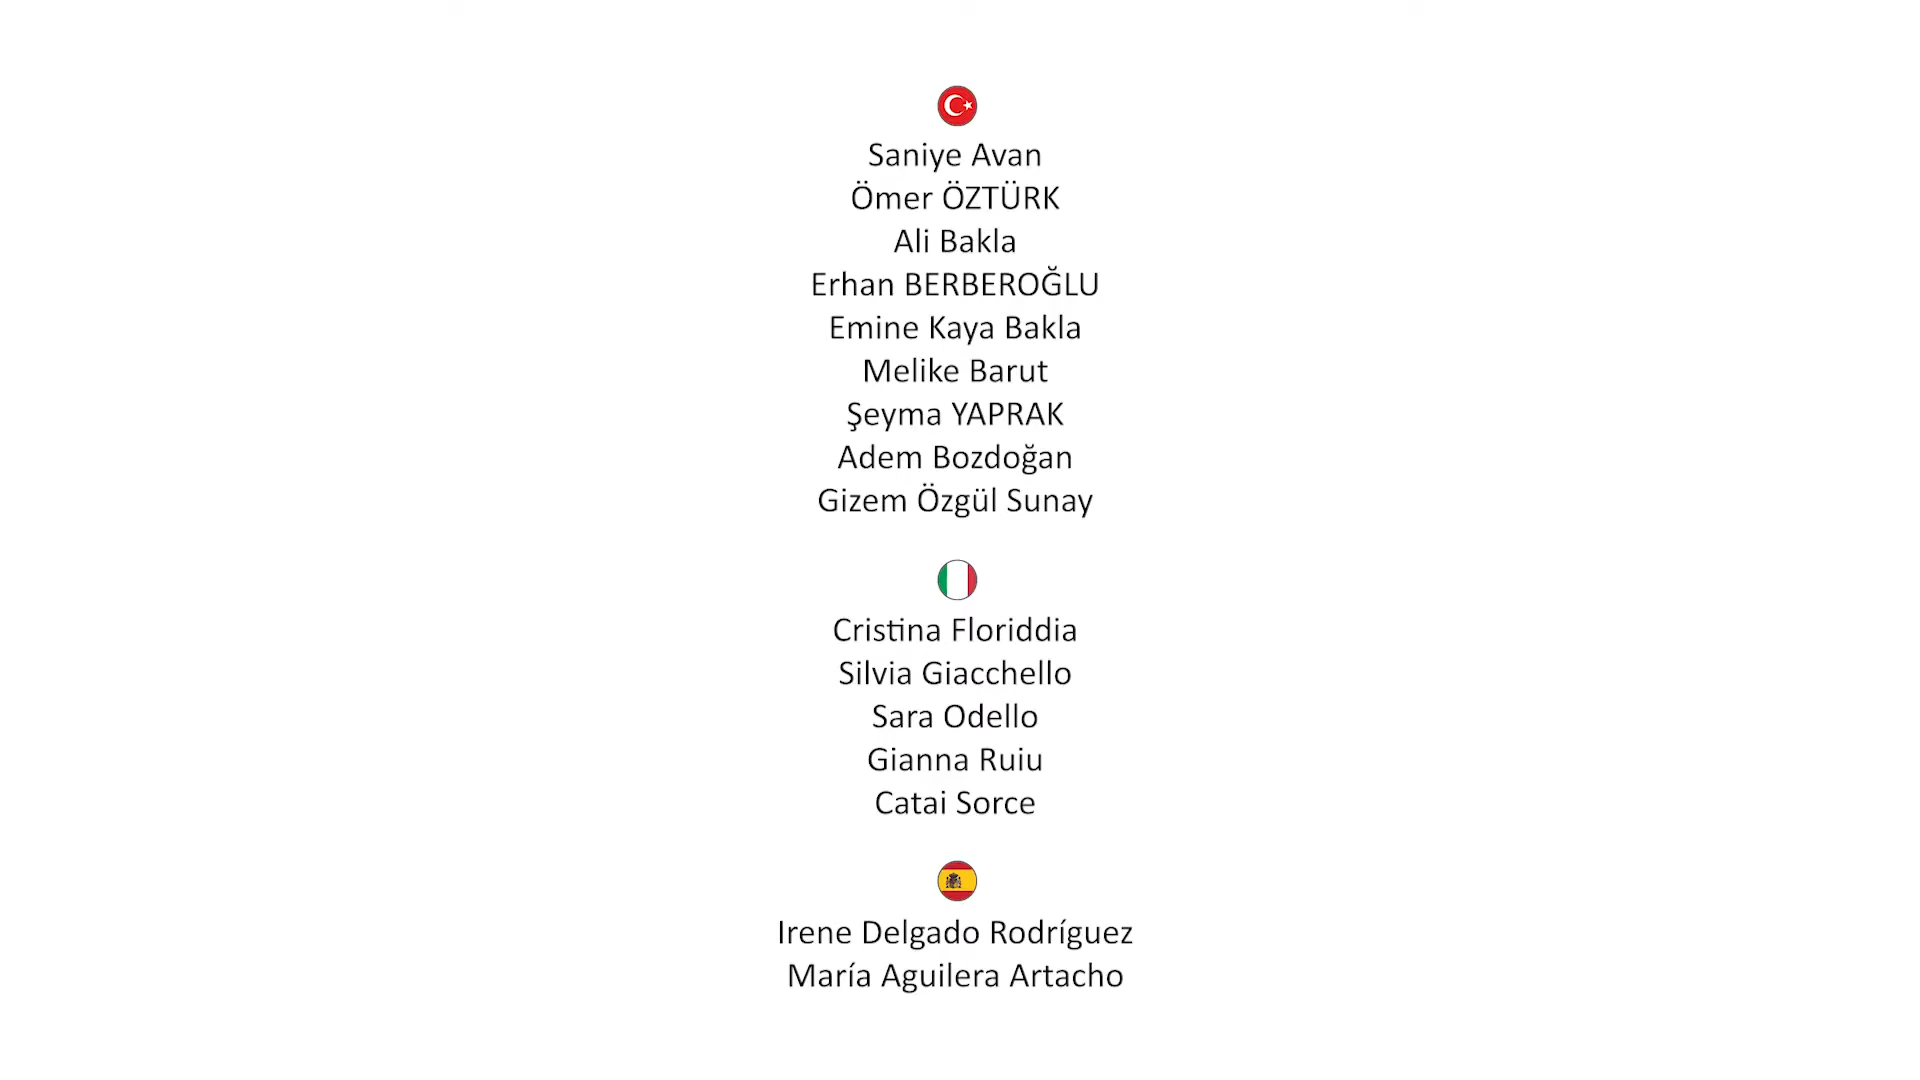 Saniye Avan
Ömer ÖZTÜRK
Ali Bakla
Erhan BERBEROĞLU
Emine Kaya Bakla
Melike Barut
Şeyma YAPRAK
Adem Bozdoğan
Gizem Özgül Sunay
Cristina Floriddia
Silvia Giacchello
Sara Odello
Gianna Ruiu
Catai Sorce
Irene Delgado Rodríguez
María Aguilera Artacho